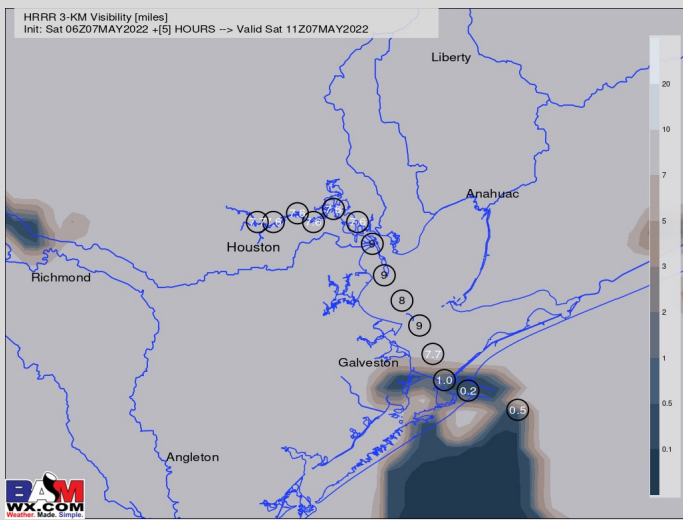 HRRR 3-KM Visibility [miles]
Init: Sat 06Z07MAY2022 +[5] HOURS --> Valid Sat 11Z07MAY2022
Liberty
20
10
7
Anahuac
5
Houston
9
3
Richmond
9
8
2
9
7.7
Galveston
1
1.0
0.2
0.5
0.5
0.1
Angleton
BAM
WX.COM
Weather. Made. Simple.